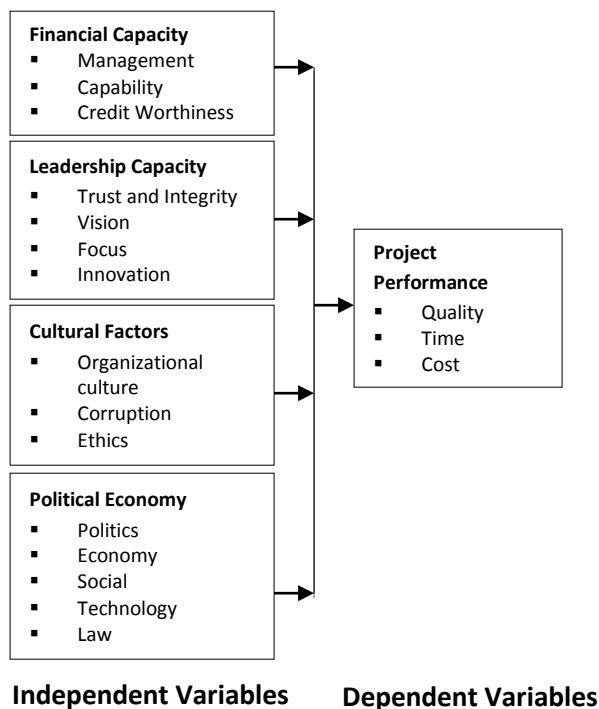 Financial Capacity
▪ Management
▪ Capability
▪ Credit Worthiness
Leadership Capacity
▪ Trust and Integrity
▪ Vision
▪ Focus
▪ Innovation
Cultural Factors
▪ Organizational
culture
▪ Corruption
▪ Ethics
Political Economy
▪ Politics
▪ Economy
▪ Social
▪ Technology
▪ Law
Project
Performance
▪ Quality
▪ Time
▪ Cost
Independent Variables
Dependent Variables